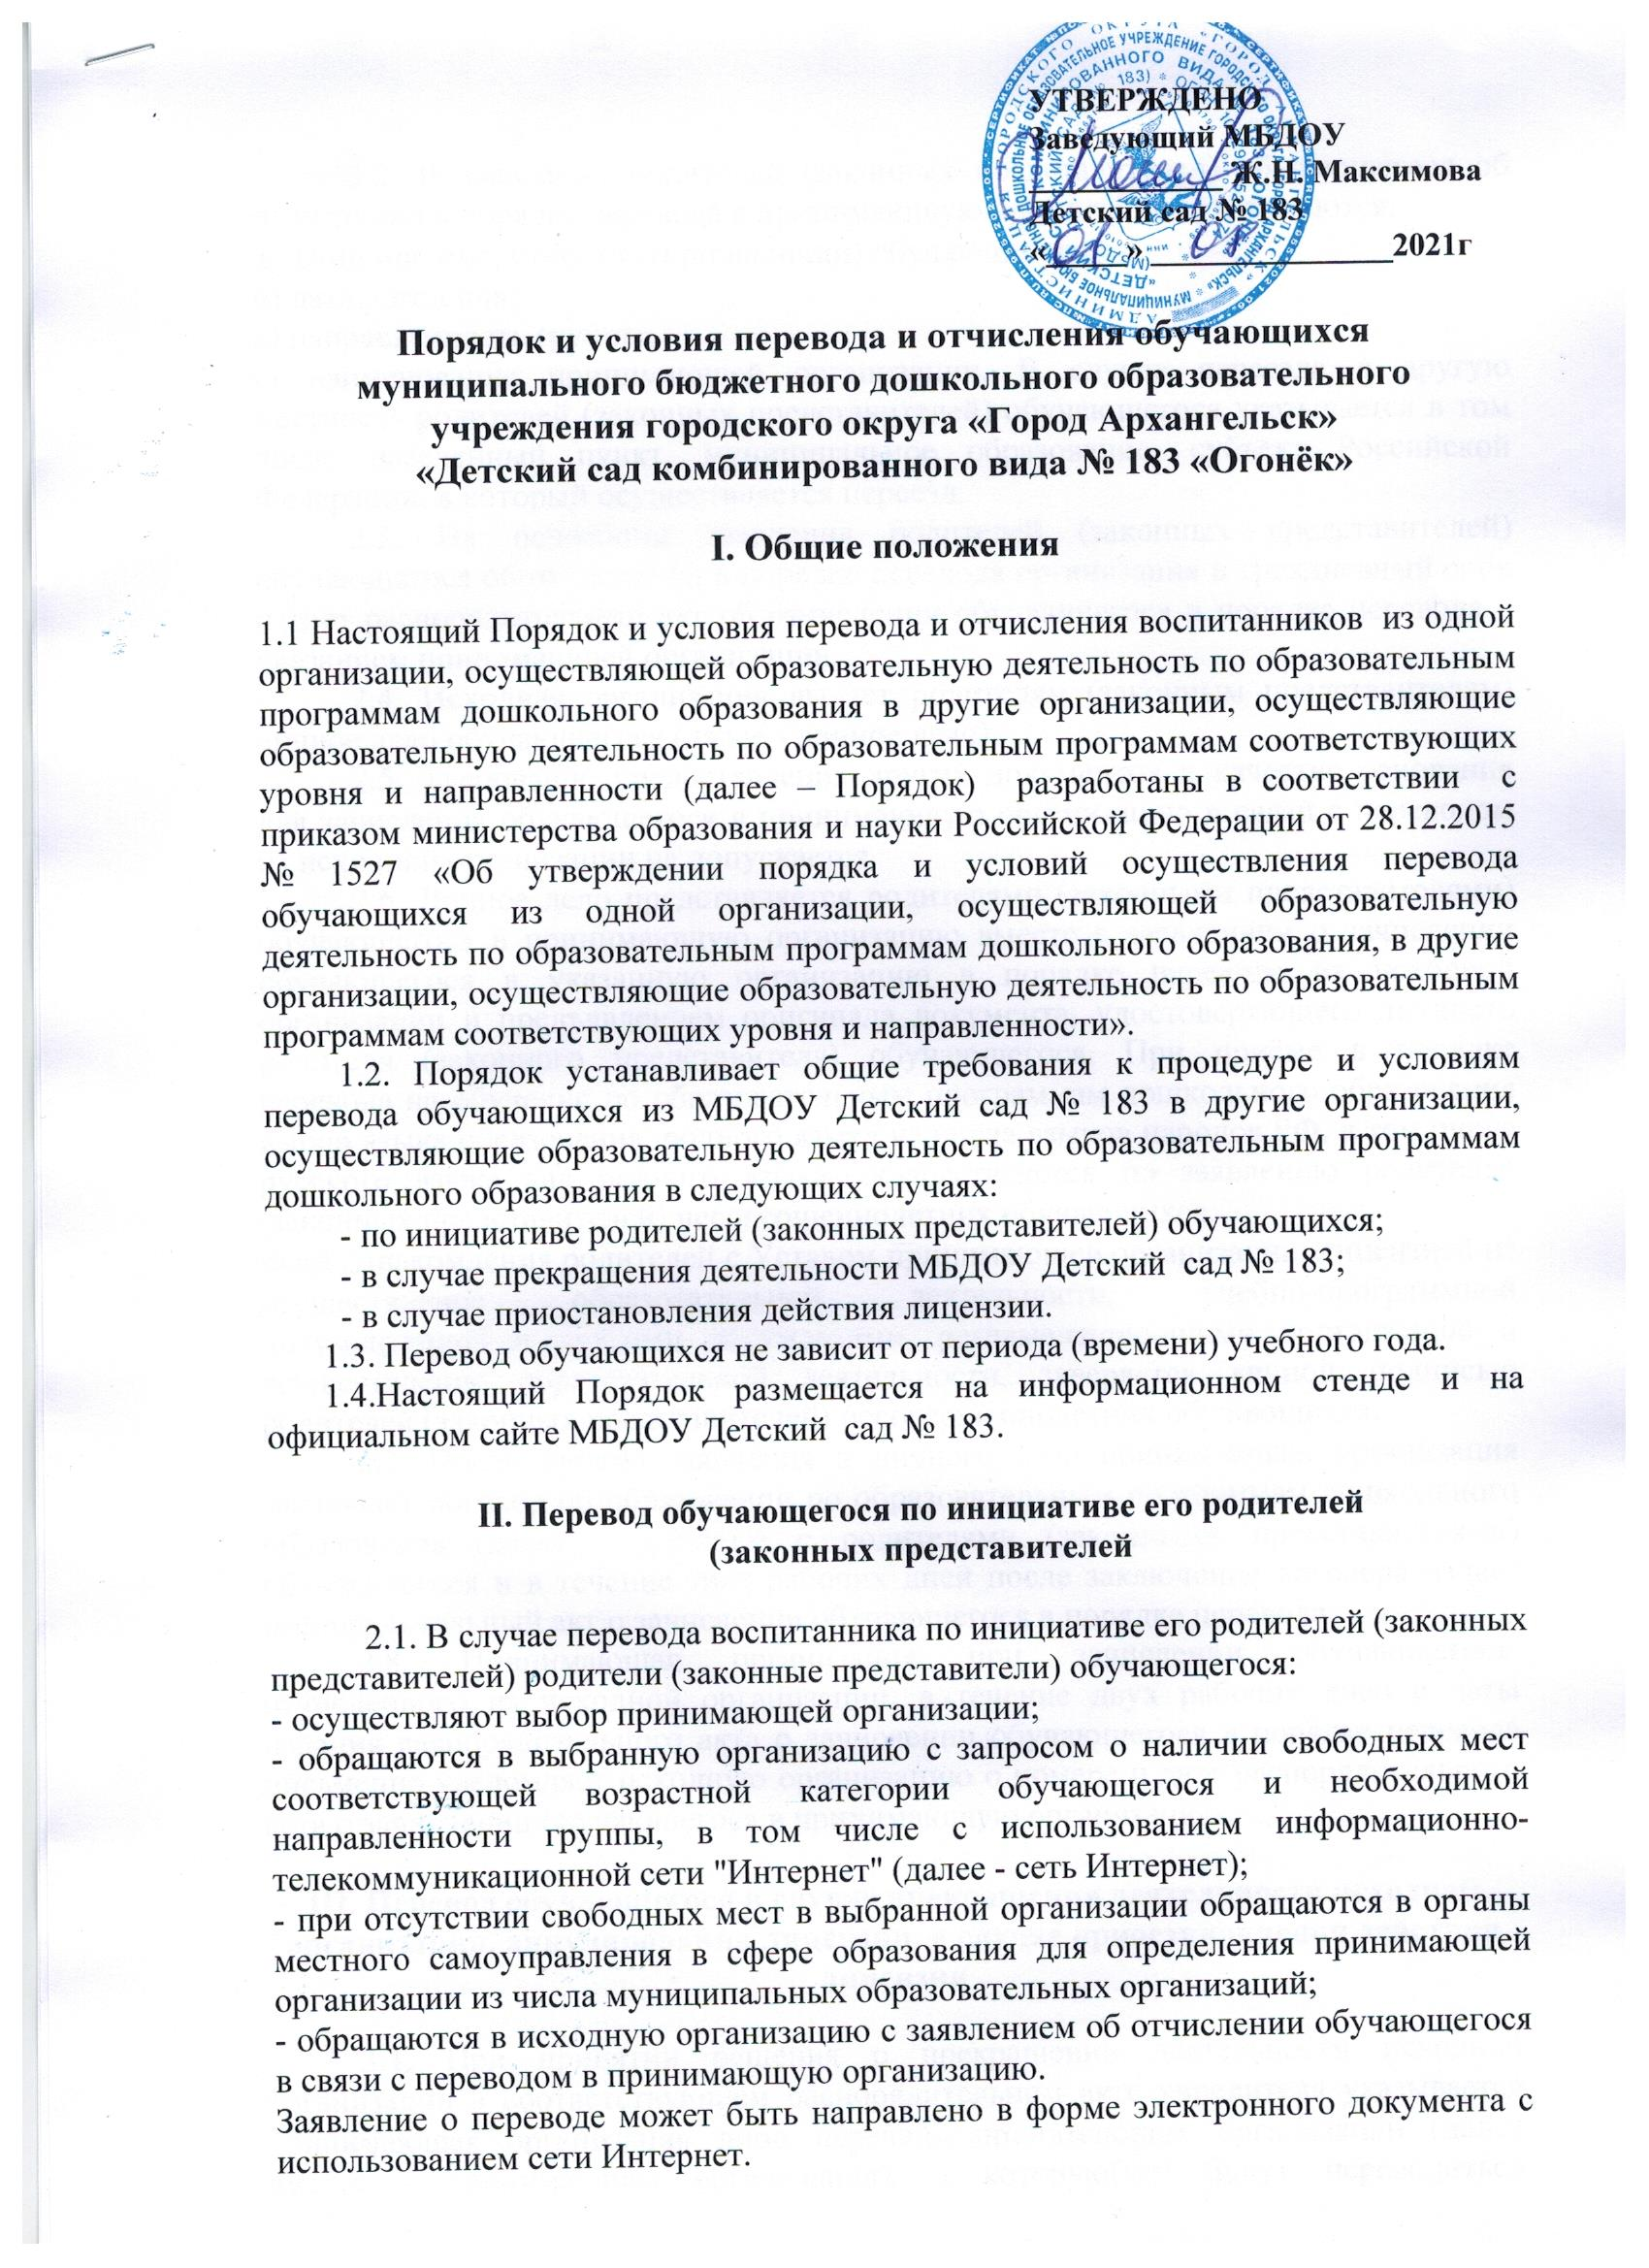 УТВЕРЖДЕНО
Заведующий МБДОУ
____________ Ж.Н. Максимова
Детский сад № 183
« 01 » 2021г
Порядок и условия перевода и отчисления обучающихся
муниципального бюджетного дошкольного образовательного
учреждения городского округа «Город Архангельск»
«Детский сад комбинированного вида № 183 «Огонёк»
I. Общие положения
1.1 Настоящий Порядок и условия перевода и отчисления воспитанников из одной
организации, осуществляющей образовательную деятельность по образовательным
программам дошкольного образования в другие организации, осуществляющие
образовательную деятельность по образовательным программам соответствующих
уровня и направленности (далее – Порядок) разработаны в соответствии с
приказом министерства образования и науки Российской Федерации от 28.12.2015
№ 1527 «Об утверждении порядка и условий осуществления перевода
обучающихся из одной организации, осуществляющей образовательную
деятельность по образовательным программам дошкольного образования, в другие
организации, осуществляющие образовательную деятельность по образовательным
программам соответствующих уровня и направленности».
1.2. Порядок устанавливает общие требования к процедуре и условиям
перевода обучающихся из МБДОУ Детский сад № 183 в другие организации,
осуществляющие образовательную деятельность по образовательным программам
дошкольного образования в следующих случаях:
- по инициативе родителей (законных представителей) обучающихся;
- в случае прекращения деятельности МБДОУ Детский сад № 183;
- в случае приостановления действия лицензии.
1.3. Перевод обучающихся не зависит от периода (времени) учебного года.
1.4.Настоящий Порядок размещается на информационном стенде и на
официальном сайте МБДОУ Детский сад № 183.
II. Перевод обучающегося по инициативе его родителей
(законных представителей
2.1. В случае перевода воспитанника по инициативе его родителей (законных
представителей) родители (законные представители) обучающегося:
- осуществляют выбор принимающей организации;
- обращаются в выбранную организацию с запросом о наличии свободных мест
соответствующей возрастной категории обучающегося и необходимой
направленности группы, в том числе с использованием информационно-
телекоммуникационной сети "Интернет" (далее - сеть Интернет);
- при отсутствии свободных мест в выбранной организации обращаются в органы
местного самоуправления в сфере образования для определения принимающей
организации из числа муниципальных образовательных организаций;
- обращаются в исходную организацию с заявлением об отчислении обучающегося
в связи с переводом в принимающую организацию.
Заявление о переводе может быть направлено в форме электронного документа с
использованием сети Интернет.